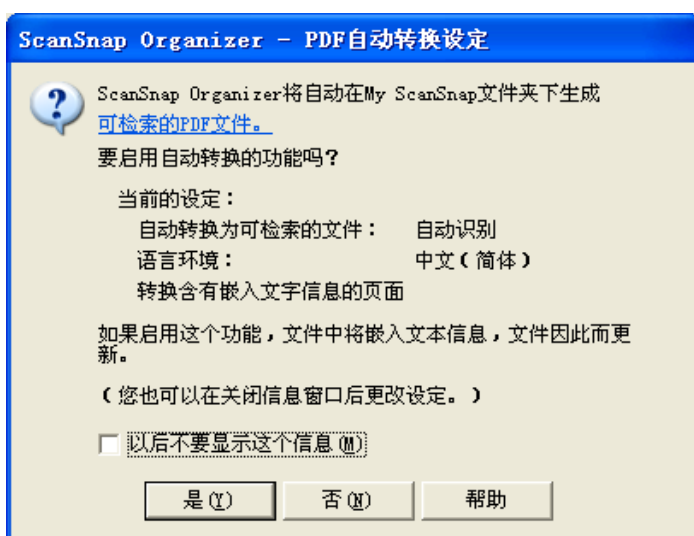 ScanSnap Organizer - PDF自动转换设定
ScanSnap Organizer将自动在My ScanSnap文件夹下生成
可检索的PDF文件。
要启用自动转换的功能吗?
当前的设定:
自动转换为可检索的文件: 自动识别
语言环境: 中文(简体)
转换含有嵌入文字信息的页面
如果启用这个功能,文件中将嵌入文本信息,文件因此而更
新。
(您也可以在关闭信息窗口后更改设定。)
以后不要显示这个信息(M)
是(Y) 否(N) 帮助